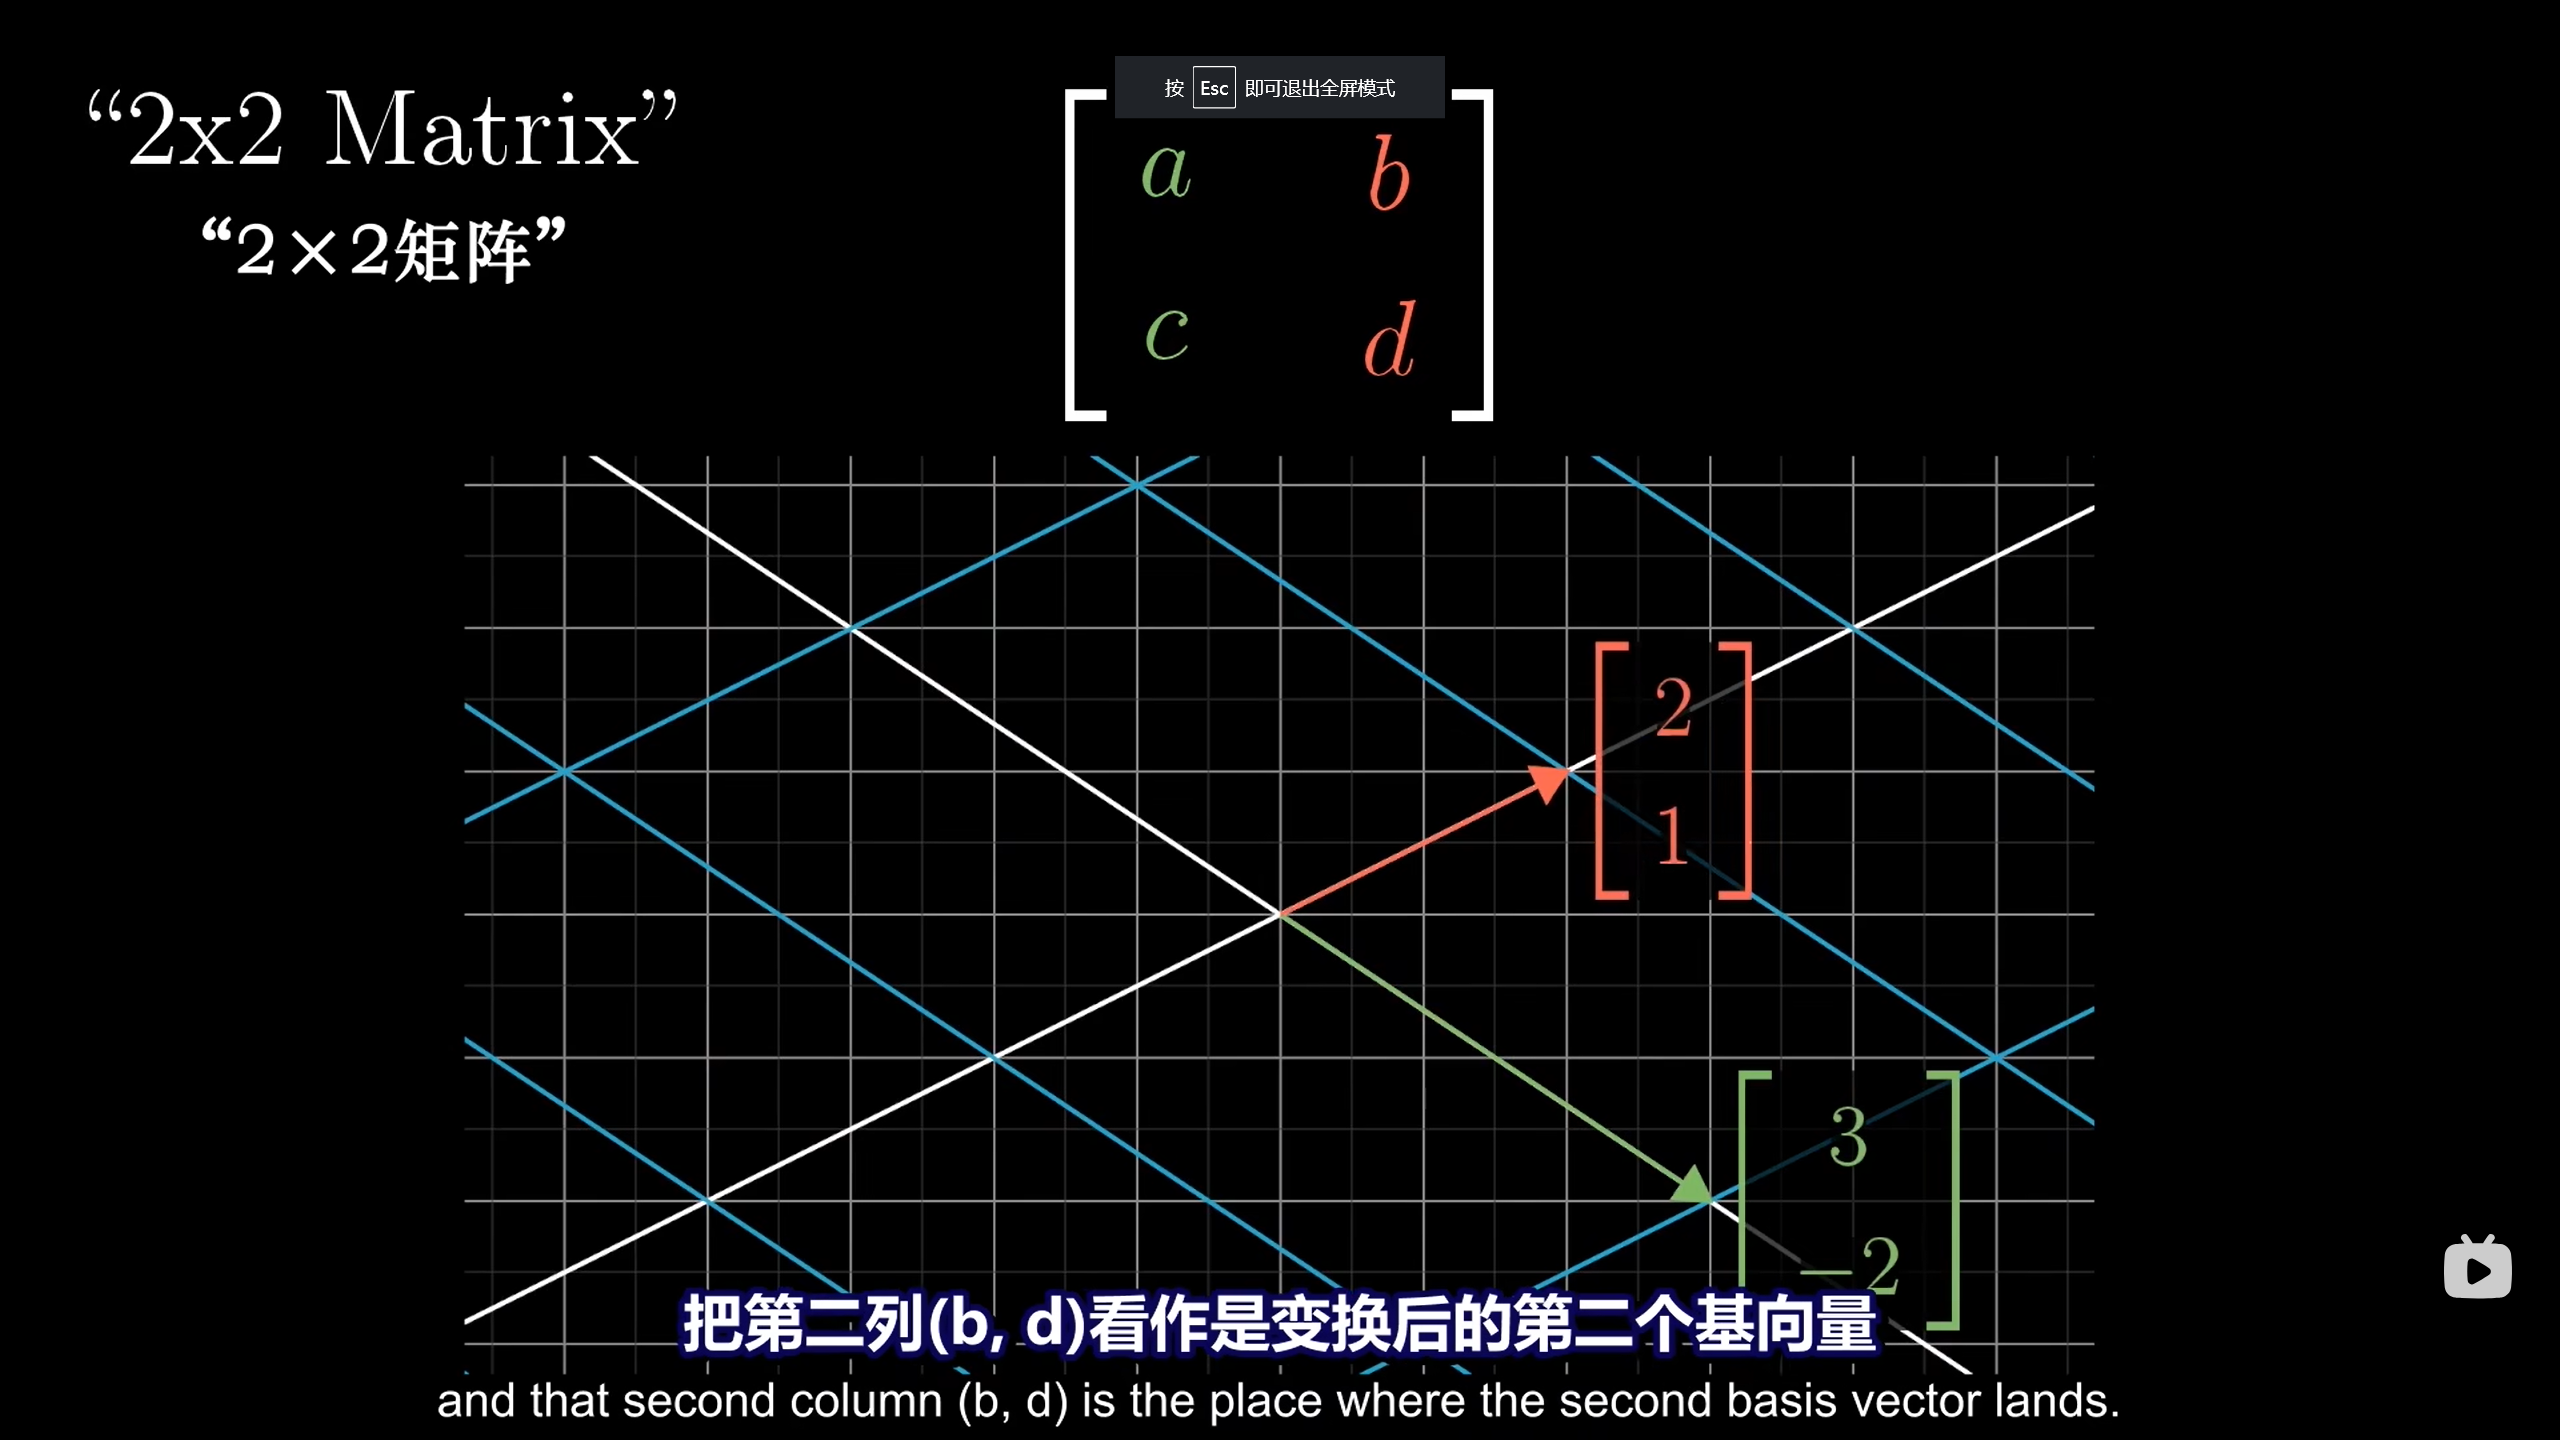 “2x2 Matrix”
“2×2矩阵”
按 Esc 即可退出全屏模式
a b
c d
2
1
3
−2
把第二列(b, d)看作是变换后的第二个基向量
and that second column (b, d) is the place where the second basis vector lands.